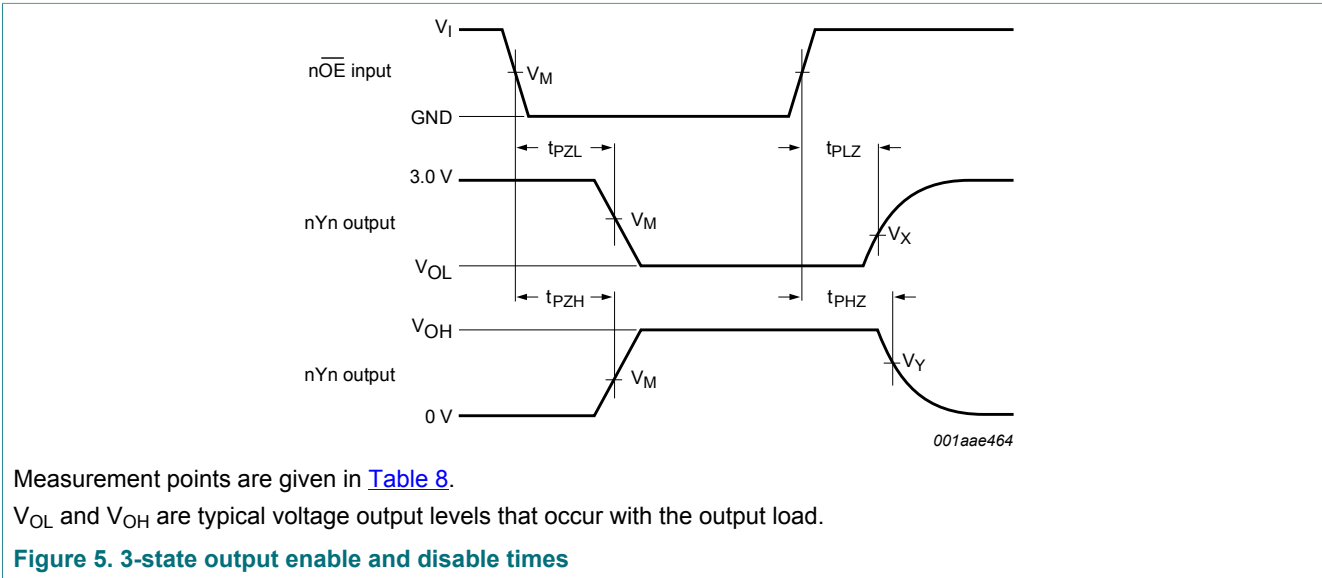 V_I
nO̅E̅ input
V_M
GND
t_PZL
t_PLZ
3.0 V
nYn output
V_M
V_X
V_OL
t_PZH
t_PHZ
V_OH
nYn output
V_M
V_Y
0 V
001aae464
Measurement points are given in Table 8.
V_OL and V_OH are typical voltage output levels that occur with the output load.
Figure 5. 3-state output enable and disable times